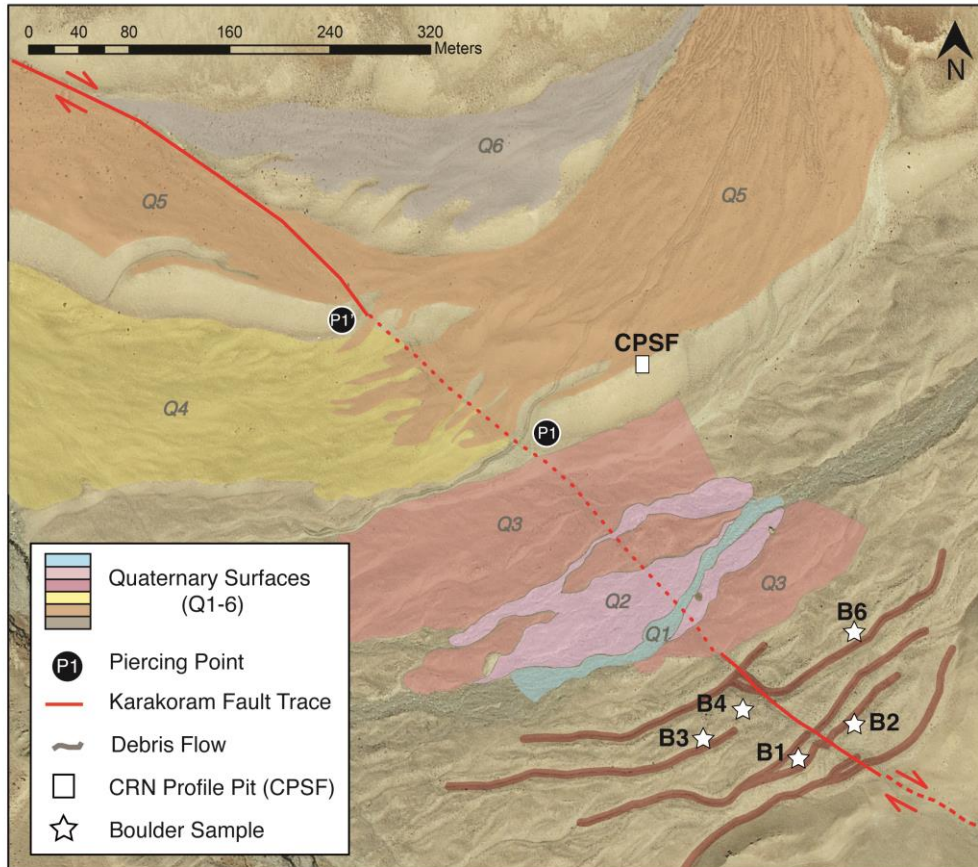 0 40 80 160 240 320
Meters
N
Q6
Q5
Q5
P1'
CPSF
Q4
P1
Q3
Q2
Q3
Q1
B6
B4
B2
B3
B1
Quaternary Surfaces
(Q1-6)
P1 Piercing Point
Karakoram Fault Trace
Debris Flow
CRN Profile Pit (CPSF)
Boulder Sample